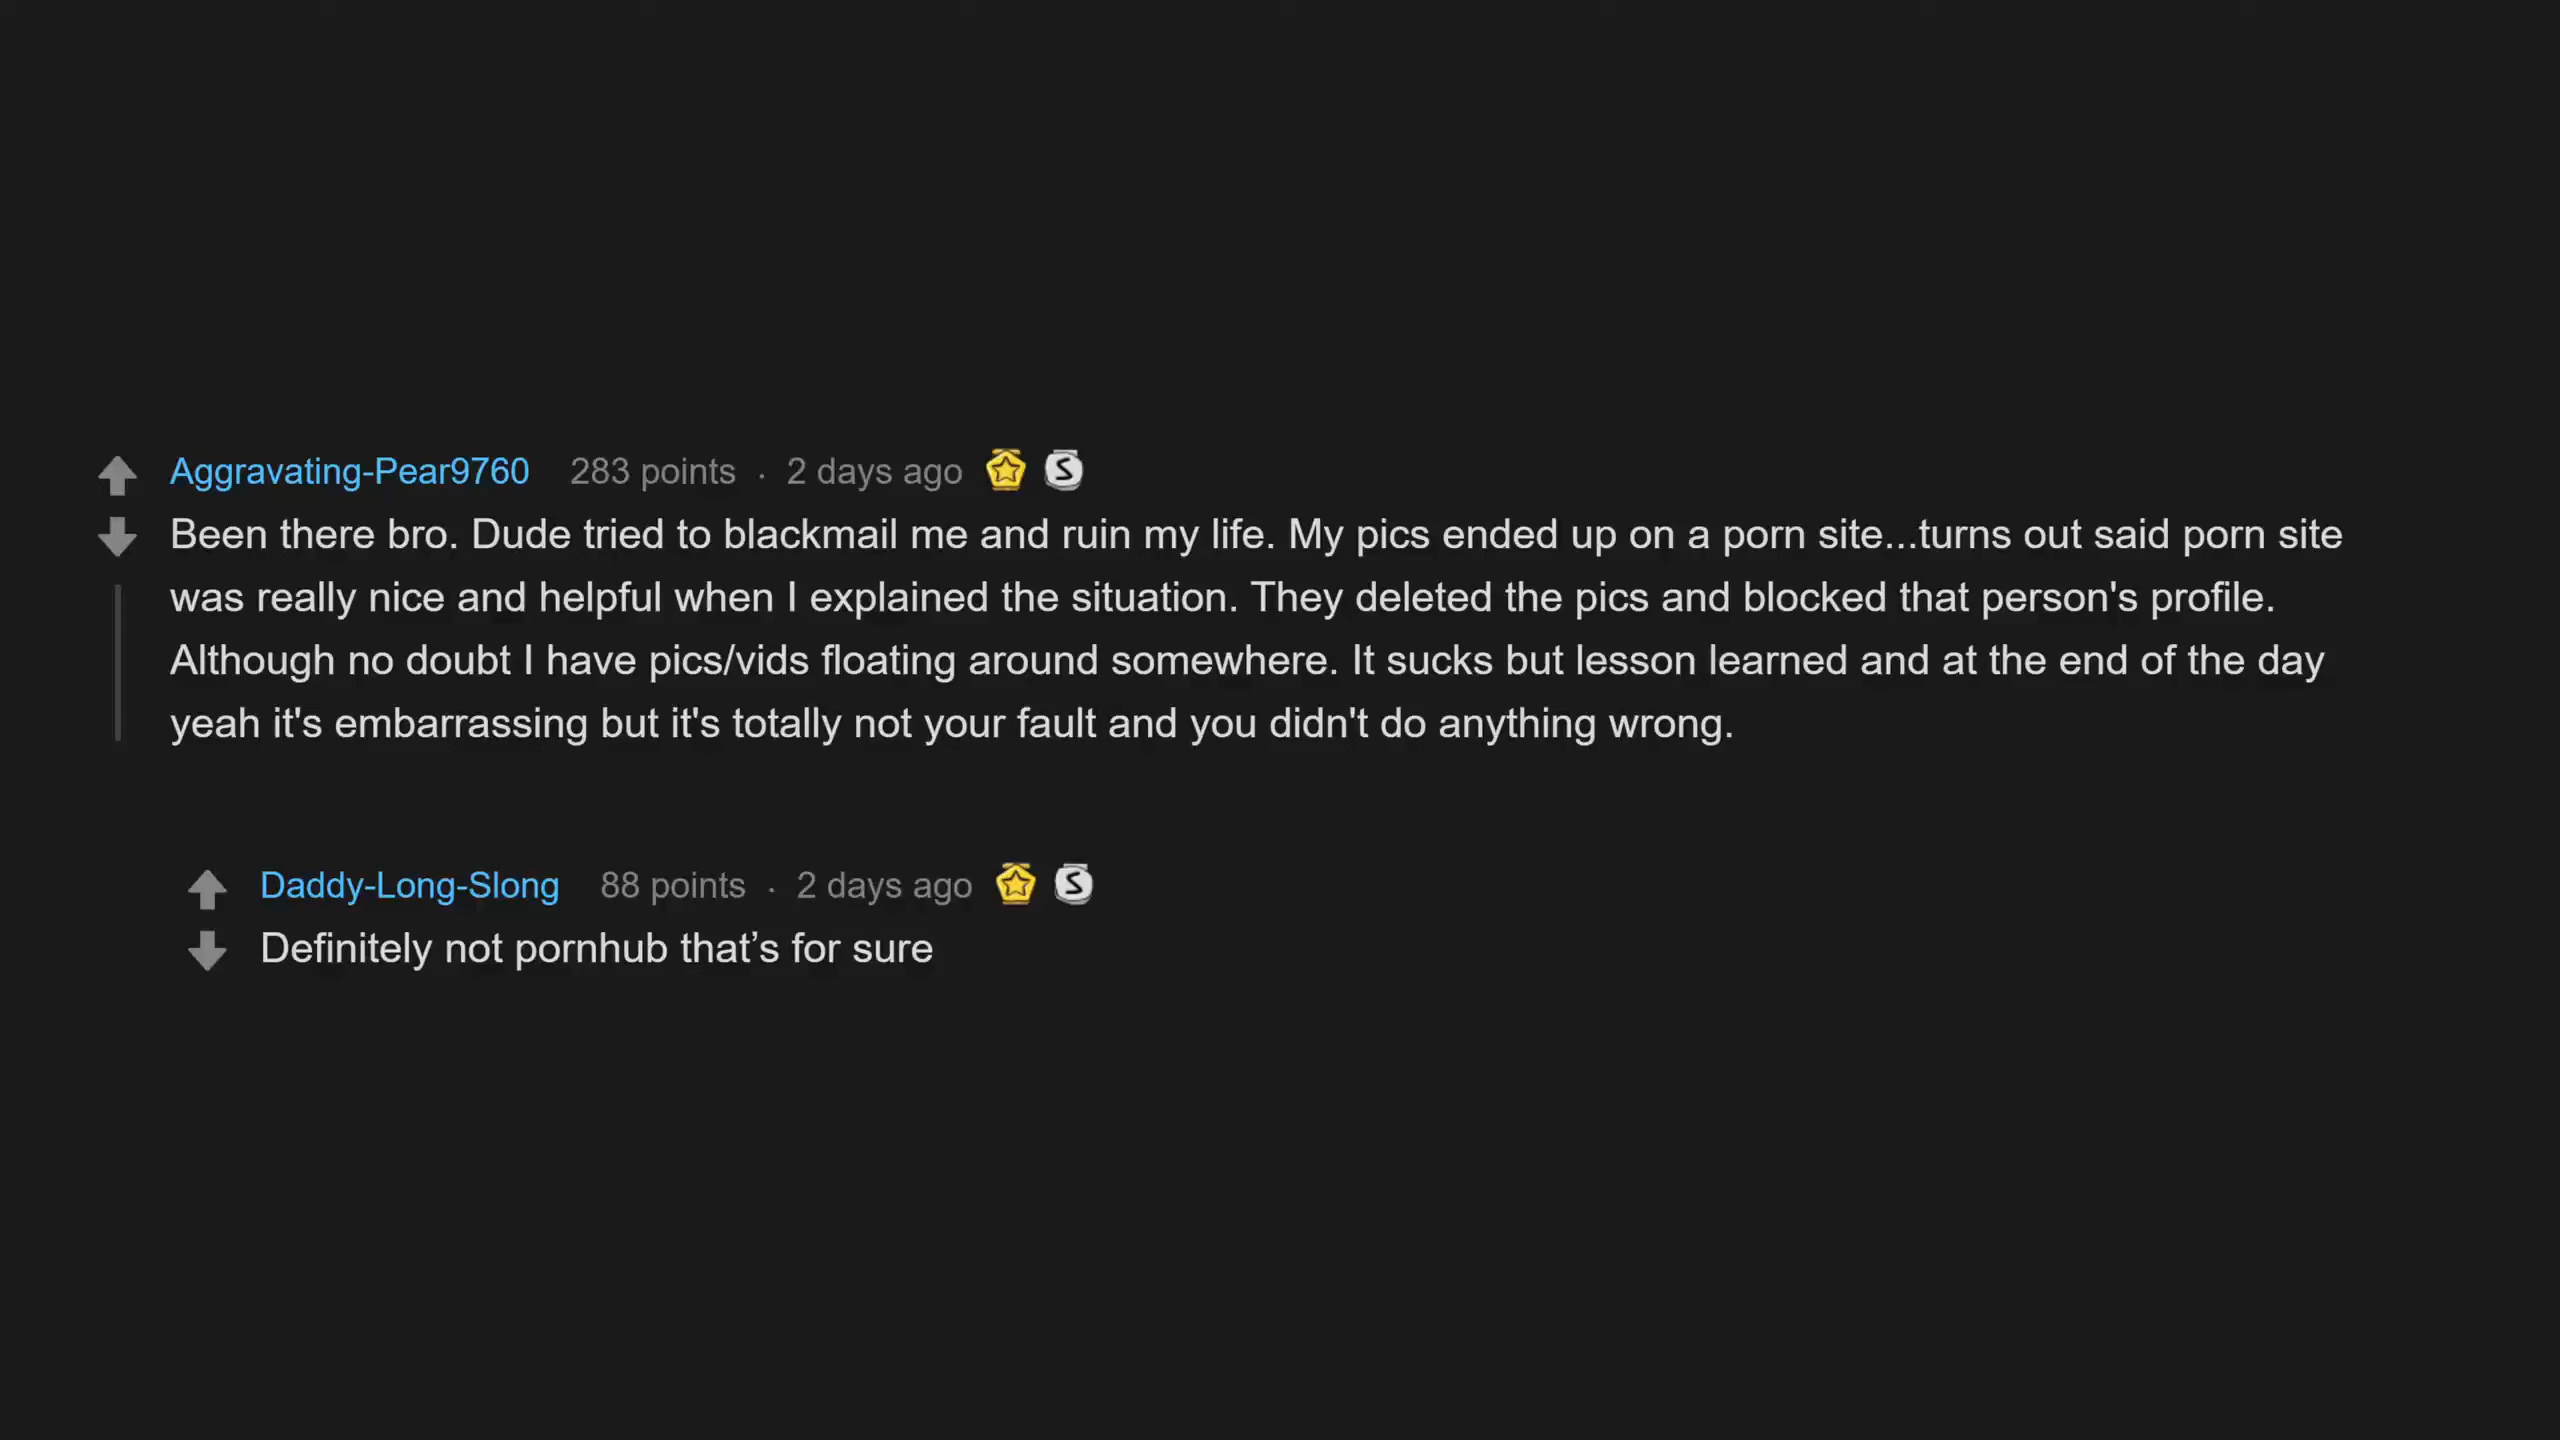 Aggravating-Pear9760 283 points · 2 days ago
Been there bro. Dude tried to blackmail me and ruin my life. My pics ended up on a porn site...turns out said porn site
was really nice and helpful when I explained the situation. They deleted the pics and blocked that person's profile.
Although no doubt I have pics/vids floating around somewhere. It sucks but lesson learned and at the end of the day
yeah it's embarrassing but it's totally not your fault and you didn't do anything wrong.
Daddy-Long-Slong 88 points · 2 days ago
Definitely not pornhub that’s for sure